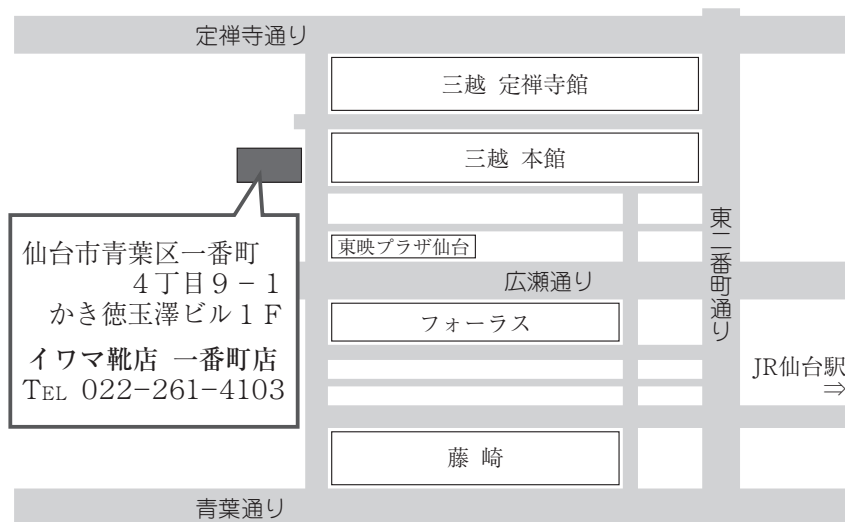 定禅寺通り
三越 定禅寺館
三越 本館
仙台市青葉区一番町
4丁目9−1
かき徳玉澤ビル1F
イワマ靴店 一番町店
TEL 022−261−4103
東映プラザ仙台
東二番町通り
広瀬通り
フォーラス
JR仙台駅
⇒
藤 崎
青葉通り